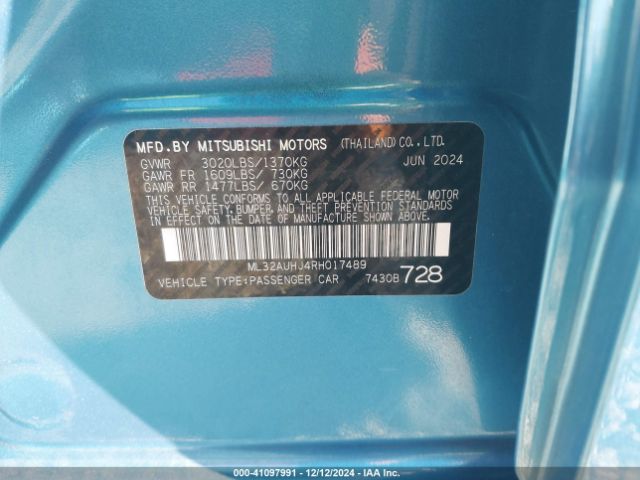 MFD.BY MITSUBISHI MOTORS (THAILAND) CO., LTD.
GVWR 3020LBS/1370KG JUN 2024
GAWR FR 1609LBS/ 730KG
GAWR RR 1477LBS/ 670KG
THIS VEHICLE CONFORMS TO ALL APPLICABLE FEDERAL MOTOR
VEHICLE SAFETY, BUMPER, AND THEFT PREVENTION STANDARDS
IN EFFECT ON THE DATE OF MANUFACTURE SHOWN ABOVE.
ML32AUHJ4RH017489
VEHICLE TYPE:PASSENGER CAR 7430B 728
000-41097991 - 12/12/2024 - IAA Inc.